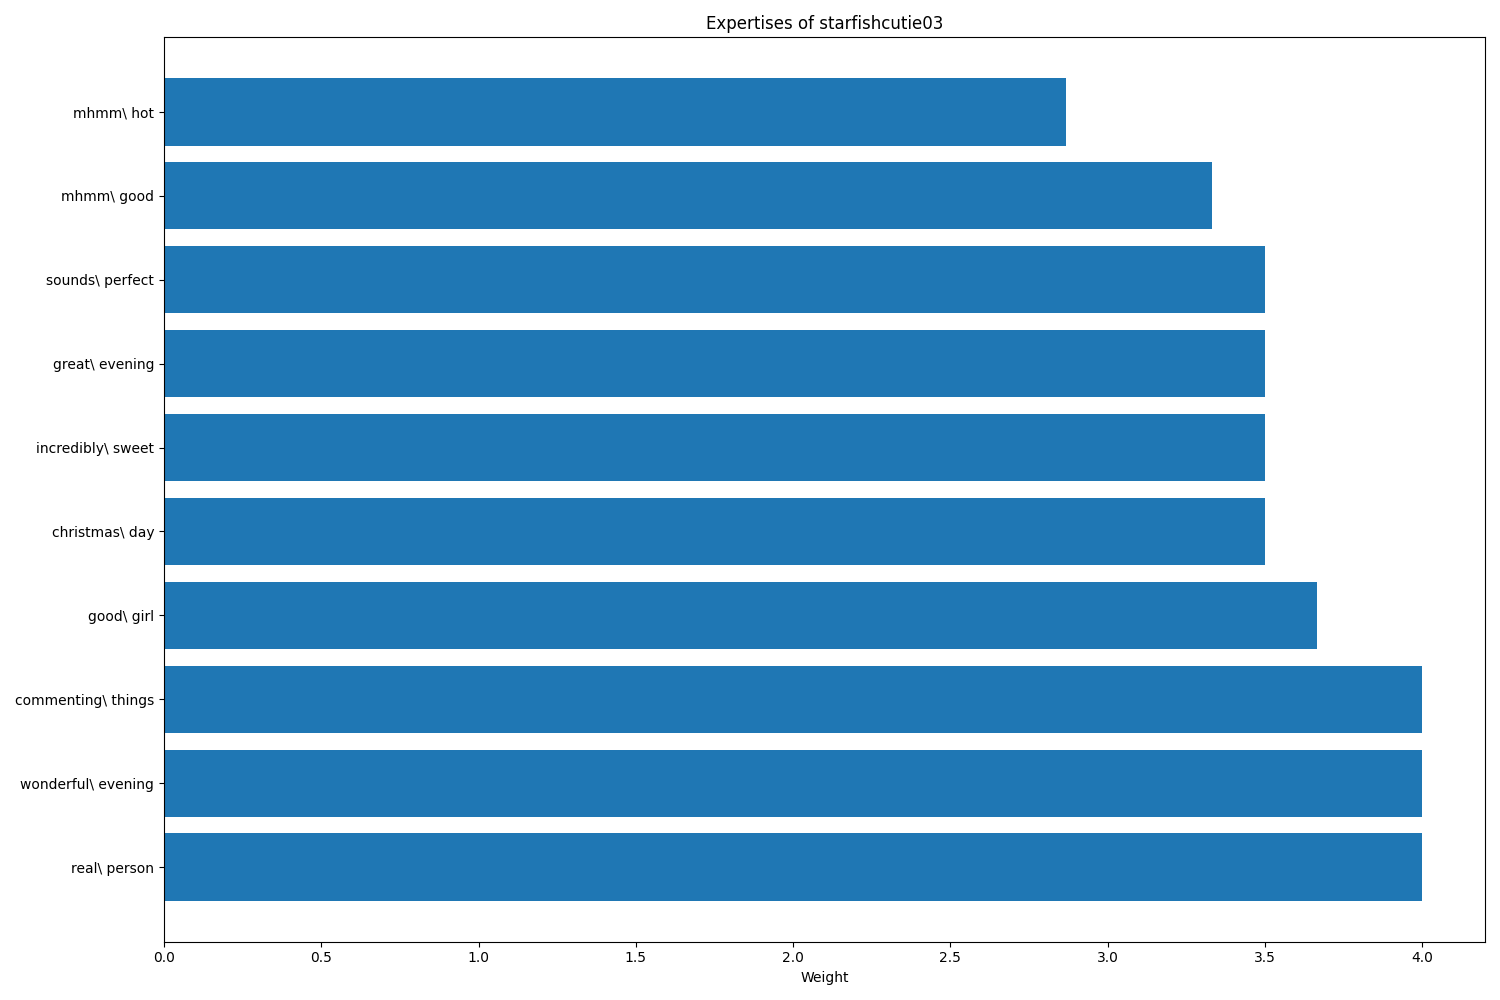 Expertises of starfishcutie03
mhmm\ hot
mhmm\ good
sounds\ perfect
great\ evening
incredibly\ sweet
christmas\ day
good\ girl
commenting\ things
wonderful\ evening
real\ person
0.0 0.5 1.0 1.5 2.0 2.5 3.0 3.5 4.0
Weight